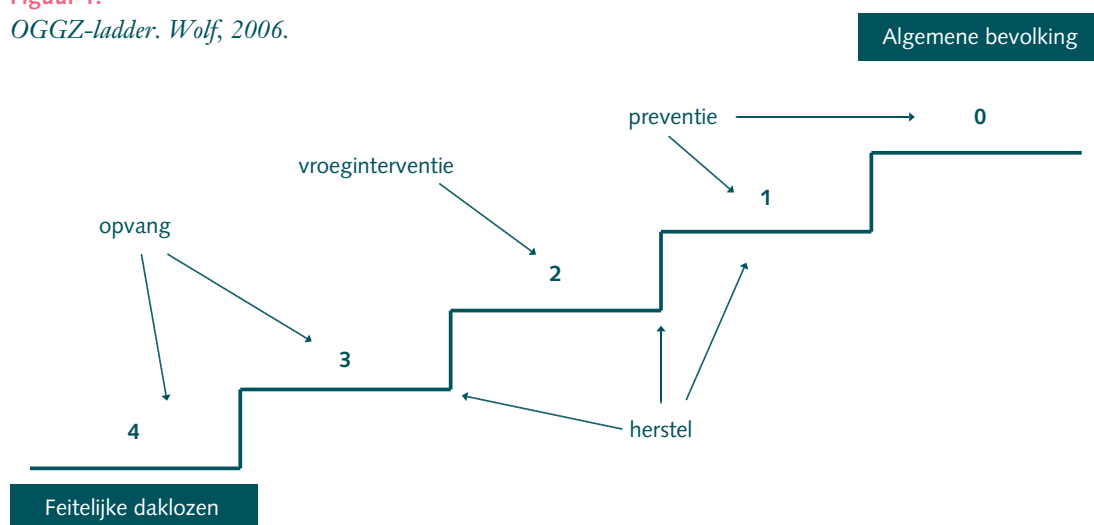 Figuur 1.
OGGZ-ladder. Wolf, 2006.
Algemene bevolking
preventie
0
vroeginterventie
1
opvang
2
3
4
herstel
Feitelijke daklozen